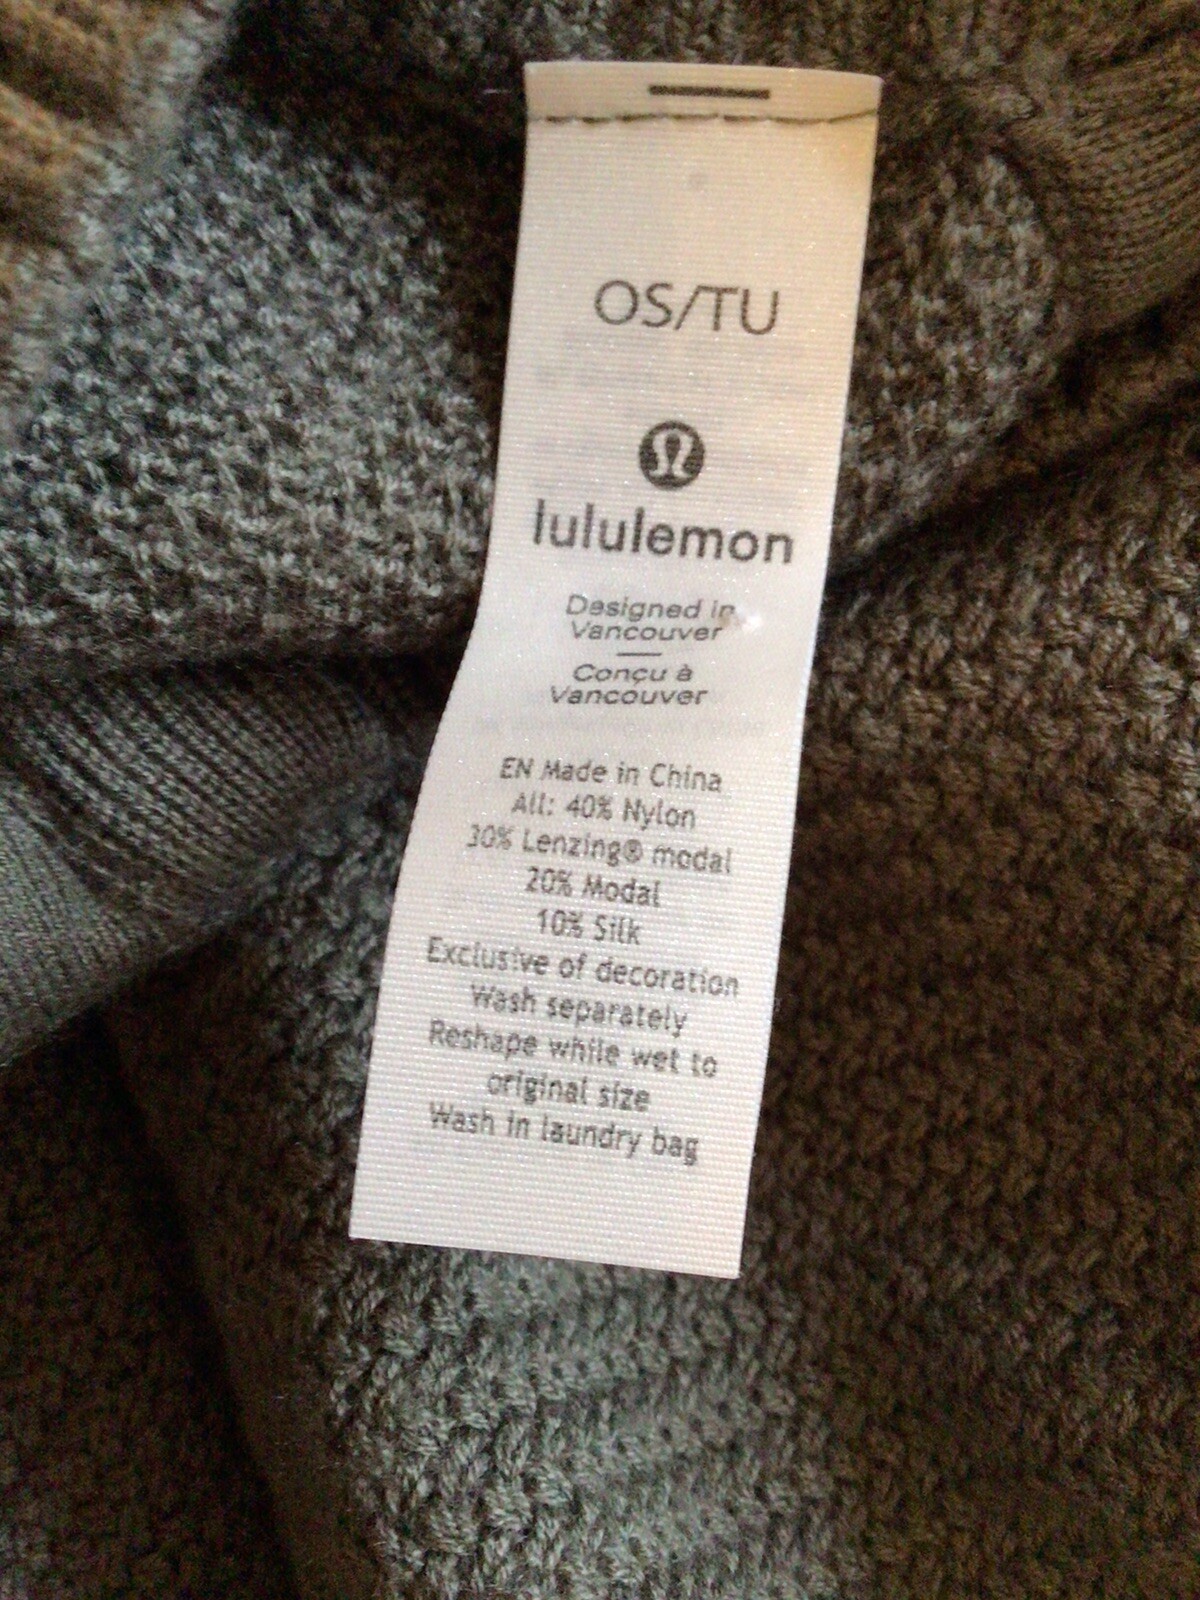 OS/TU
lululemon
Designed in
Vancouver
Conçu à
Vancouver
EN Made in China
All: 40% Nylon
30% Lenzing® modal
20% Modal
10% Silk
Exclusive of decoration
Wash separately
Reshape while wet to
original size
Wash in laundry bag